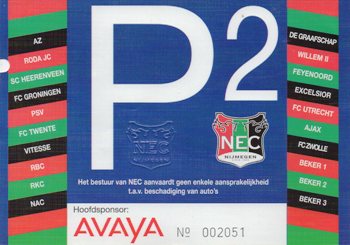 P2
AZ
RODA JC
SC HEERENVEEN
FC GRONINGEN
PSV
FC TWENTE
VITESSE
RBC
RKC
NAC
DE GRAAFSCHAP
WILLEM II
FEYENOORD
EXCELSIOR
FC UTRECHT
AJAX
FC ZWOLLE
BEKER 1
BEKER 2
BEKER 3
NEC
NIJMEGEN
NEC
NIJMEGEN
Het bestuur van NEC aanvaardt geen enkele aansprakelijkheid
t.a.v. beschadiging van auto's
Hoofdsponsor:
AVAYA
Nº 002051